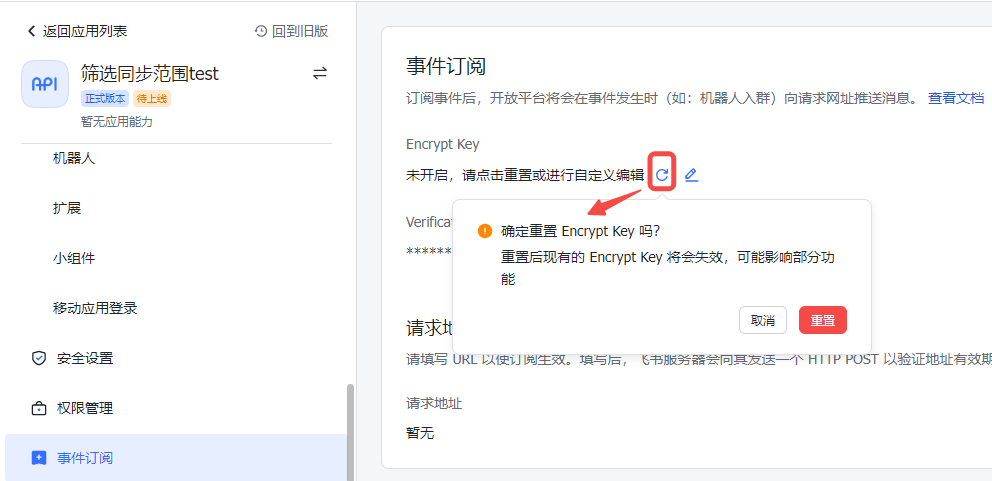 返回应用列表
回到旧版
API
筛选同步范围test
正式版本 待上线
暂无应用能力
机器人
扩展
小组件
移动应用登录
安全设置
权限管理
事件订阅
事件订阅
订阅事件后，开放平台将会在事件发生时（如：机器人入群）向请求网址推送消息。 查看文档
Encrypt Key
未开启，请点击重置或进行自定义编辑
Verificat
*******
确定重置 Encrypt Key 吗？
重置后现有的 Encrypt Key 将会失效，可能影响部分功
能
取消 重置
请求地
请填写 URL 以使订阅生效。填写后，飞书服务器会向其发送一个 HTTP POST 以验证地址有效期
请求地址
暂无